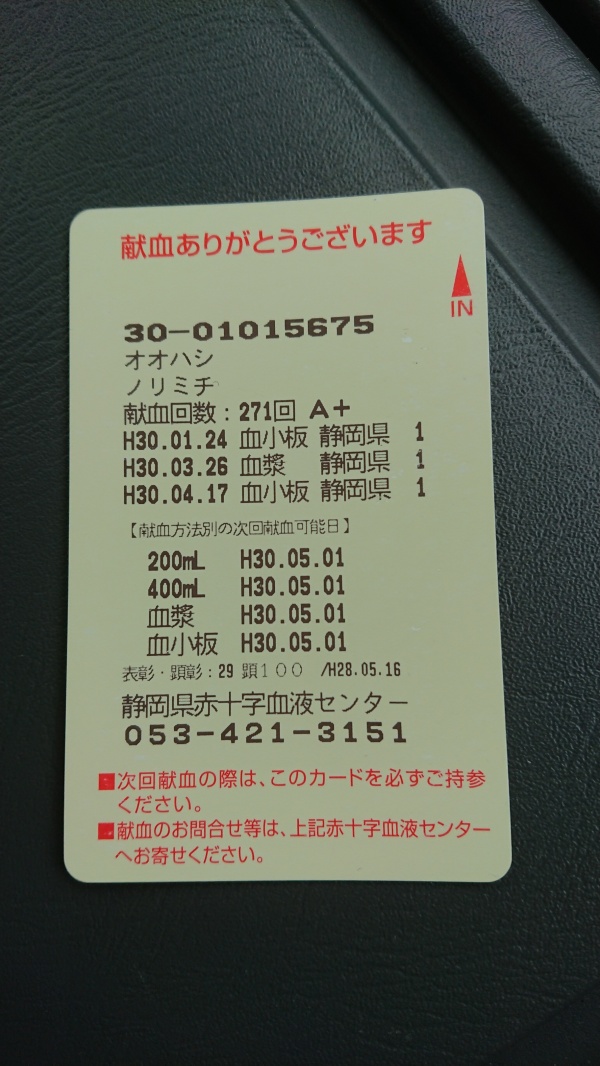 献血ありがとうございます
IN
30-01015675
オオハシ
ノリミチ
献血回数：271回 A+
H30.01.24 血小板 静岡県 1
H30.03.26 血漿 静岡県 1
H30.04.17 血小板 静岡県 1
【献血方法別の次回献血可能日】
200mL H30.05.01
400mL H30.05.01
血漿 H30.05.01
血小板 H30.05.01
表彰・顕彰：29 顕100 /H28.05.16
静岡県赤十字血液センター
053-421-3151
■次回献血の際は、このカードを必ずご持参
ください。
■献血のお問合せ等は、上記赤十字血液センター
へお寄せください。